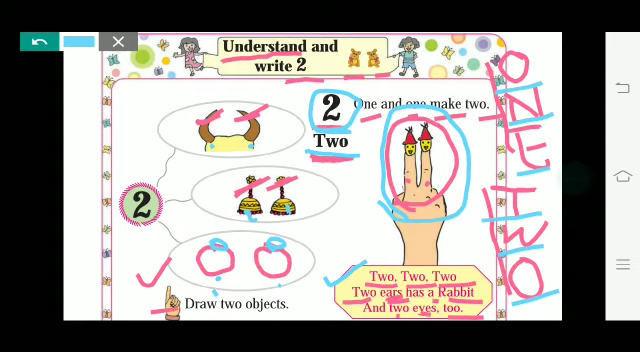 Understand and
write 2
2
Two
One and one make two.
2
Two, Two, Two
Two ears has a Rabbit
And two eyes, too.
Draw two objects.
ONE
TWO